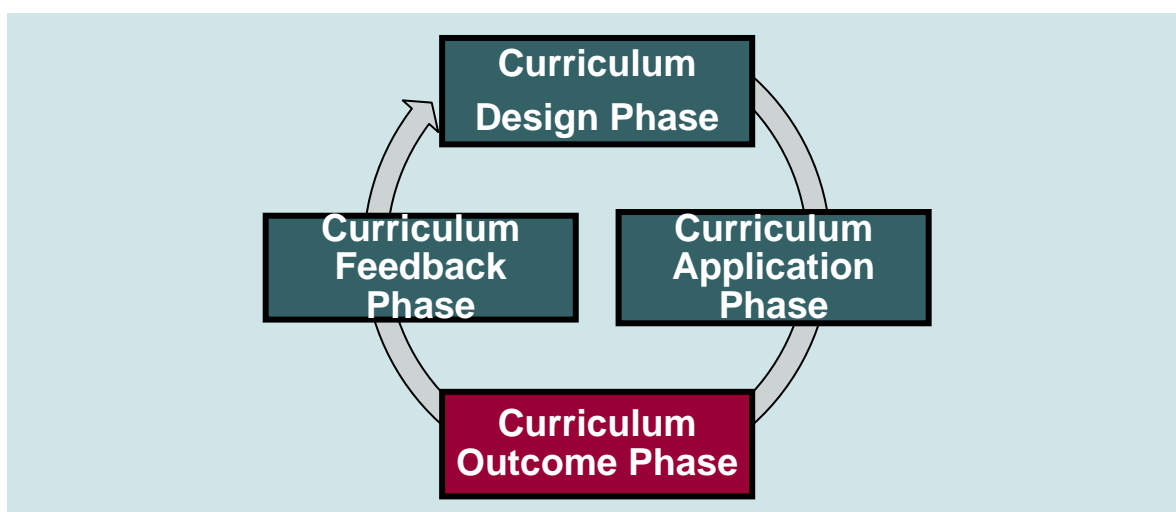 Curriculum
Design Phase
Curriculum
Feedback
Phase
Curriculum
Application
Phase
Curriculum
Outcome Phase